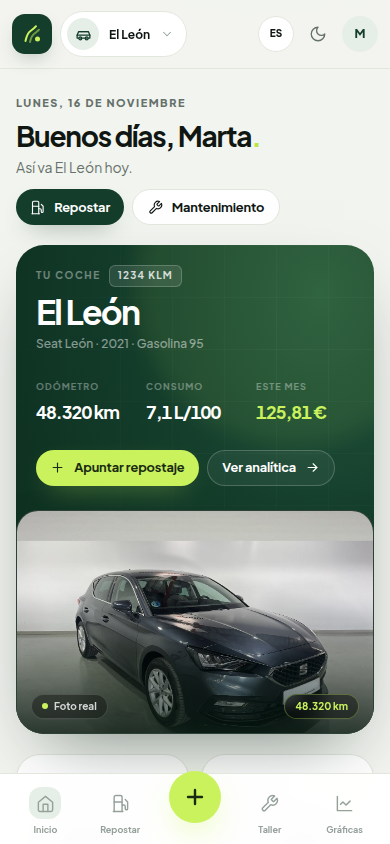 El León
ES
M
LUNES, 16 DE NOVIEMBRE
Buenos días, Marta.
Así va El León hoy.
Repostar
Mantenimiento
TU COCHE
1234 KLM
El León
Seat León · 2021 · Gasolina 95
ODÓMETRO
CONSUMO
ESTE MES
48.320 km
7,1 L/100
125,81 €
Apuntar repostaje
Ver analítica
Foto real
48.320 km
Inicio
Repostar
Taller
Gráficas